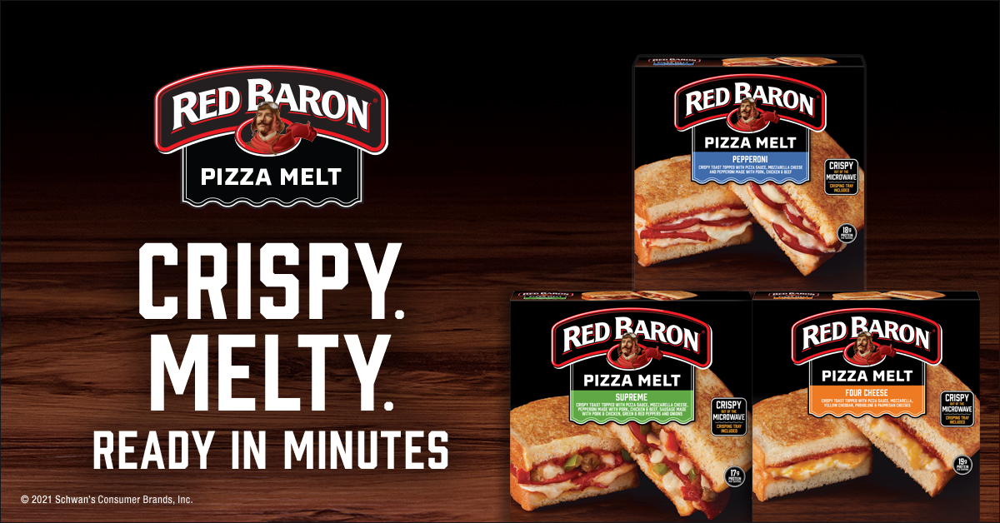 RED BARON®
PIZZA MELT
CRISPY.
MELTY.
READY IN MINUTES
© 2021 Schwan's Consumer Brands, Inc.
RED BARON
PIZZA MELT
PEPPERONI
CRISPY TOAST TOPPED WITH PIZZA SAUCE, MOZZARELLA CHEESE
AND PEPPERONI MADE WITH PORK, CHICKEN & BEEF
CRISPY
OUT OF THE
MICROWAVE
CRISPING TRAY
INCLUDED
18g
PROTEIN
RED BARON
RED BARON
PIZZA MELT
SUPREME
CRISPY TOAST TOPPED WITH PIZZA SAUCE, MOZZARELLA CHEESE,
PEPPERONI MADE WITH PORK, CHICKEN & BEEF, SAUSAGE MADE
WITH PORK & CHICKEN, GREEN & RED PEPPERS AND ONIONS
CRISPY
OUT OF THE
MICROWAVE
CRISPING TRAY
INCLUDED
17g
PROTEIN
RED BARON
RED BARON
PIZZA MELT
FOUR CHEESE
CRISPY TOAST TOPPED WITH PIZZA SAUCE, MOZZARELLA,
YELLOW CHEDDAR, PROVOLONE & PARMESAN CHEESES
CRISPY
OUT OF THE
MICROWAVE
CRISPING TRAY
INCLUDED
19g
PROTEIN